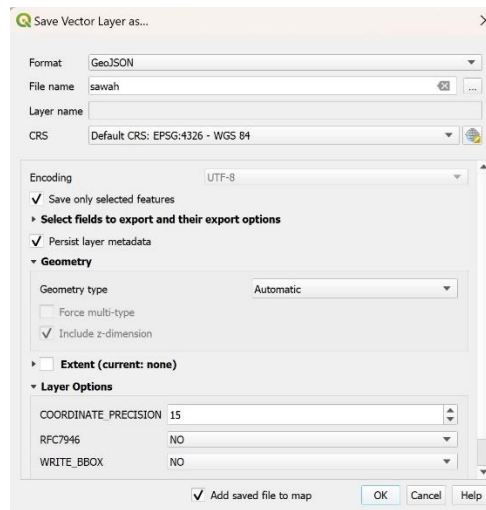 Save Vector Layer as...
Format GeoJSON
File name sawah ...
Layer name
CRS Default CRS: EPSG:4326 - WGS 84
Encoding UTF-8
Save only selected features
Select fields to export and their export options
Persist layer metadata
Geometry
Geometry type Automatic
Force multi-type
Include z-dimension
Extent (current: none)
Layer Options
COORDINATE_PRECISION 15
RFC7946 NO
WRITE_BBOX NO
Add saved file to map OK Cancel Help